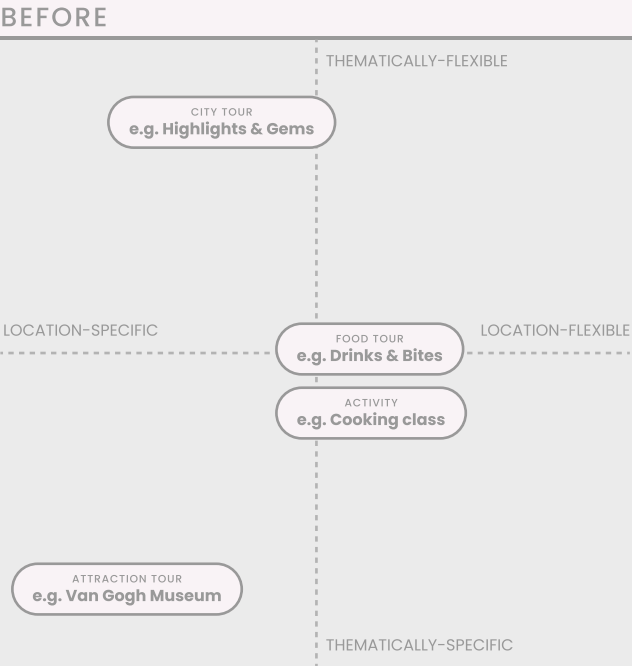 BEFORE
THEMATICALLY-FLEXIBLE
CITY TOUR
e.g. Highlights & Gems
LOCATION-SPECIFIC
LOCATION-FLEXIBLE
FOOD TOUR
e.g. Drinks & Bites
ACTIVITY
e.g. Cooking class
ATTRACTION TOUR
e.g. Van Gogh Museum
THEMATICALLY-SPECIFIC